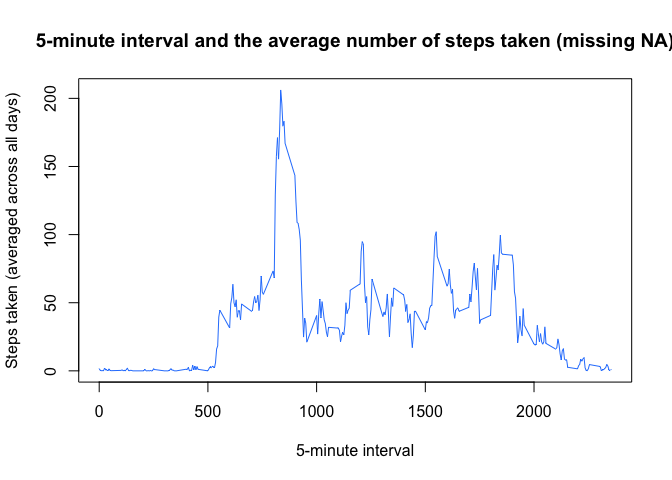 5-minute interval and the average number of steps taken (missing NA)
Steps taken (averaged across all days)
200
150
100
50
0
0 500 1000 1500 2000
5-minute interval